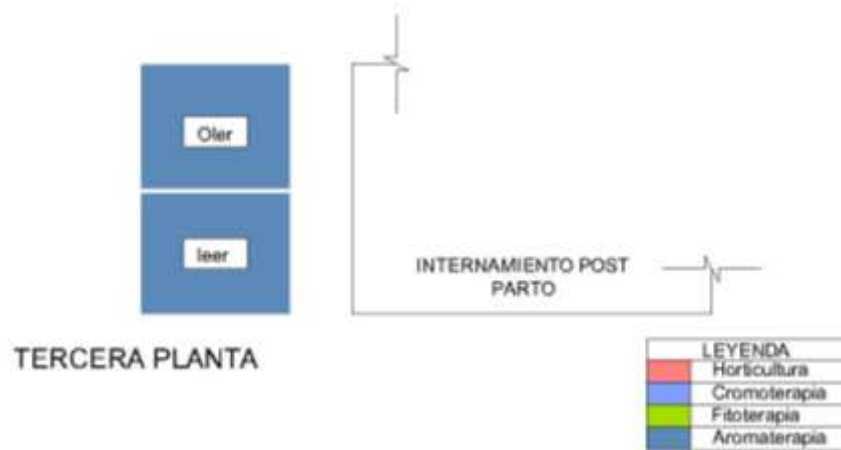 Oler
leer
INTERNAMIENTO POST
PARTO
TERCERA PLANTA
LEYENDA
Horticultura
Cromoterapia
Fitoterapia
Aromaterapia